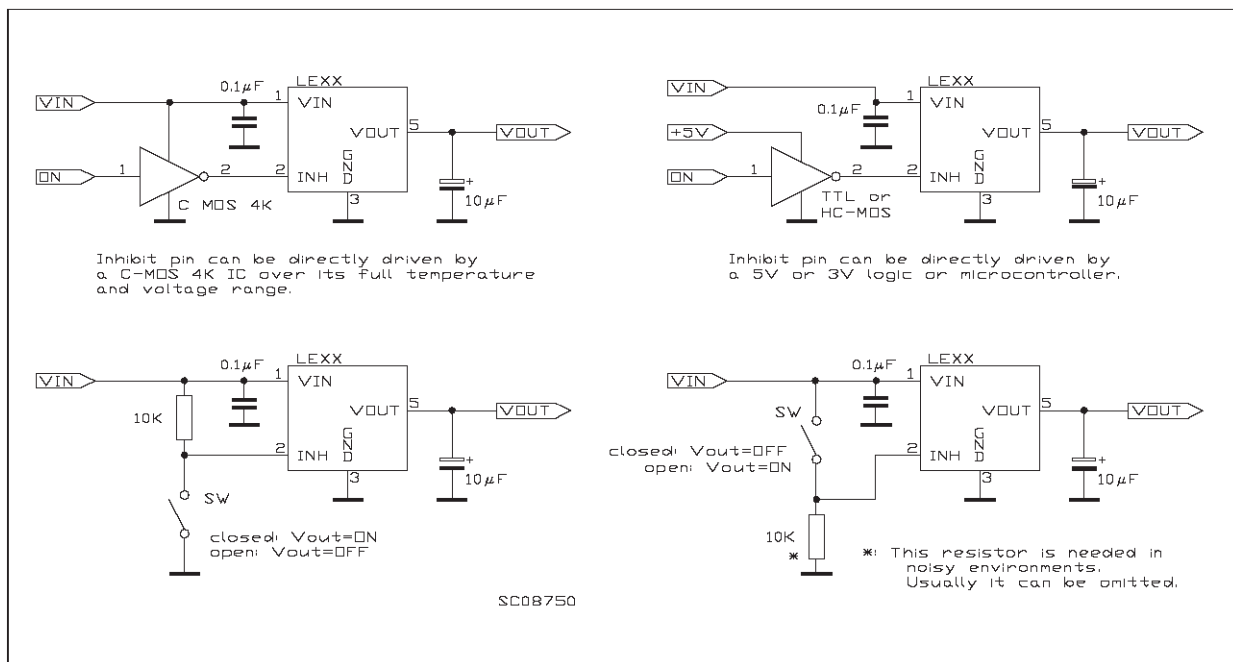 LEXX
VIN
0.1µF
1
VIN
VOUT
5
VOUT
ON
1
2
2
INH
GND
3
+
10µF
C MOS 4K
Inhibit pin can be directly driven by
a C-MOS 4K IC over its full temperature
and voltage range.
LEXX
VIN
1
VIN
0.1µF
+5V
VOUT
5
VOUT
ON
1
2
2
INH
GND
3
+
10µF
TTL or
HC-MOS
Inhibit pin can be directly driven by
a 5V or 3V logic or microcontroller.
LEXX
VIN
0.1µF
1
VIN
10K
VOUT
5
VOUT
2
INH
GND
3
+
10µF
SW
closed: Vout=ON
open: Vout=OFF
LEXX
VIN
0.1µF
1
VIN
SW
VOUT
5
VOUT
closed: Vout=OFF
open: Vout=ON
2
INH
GND
3
+
10µF
10K
*
*: This resistor is needed in
noisy environments.
Usually it can be omitted.
SC08750